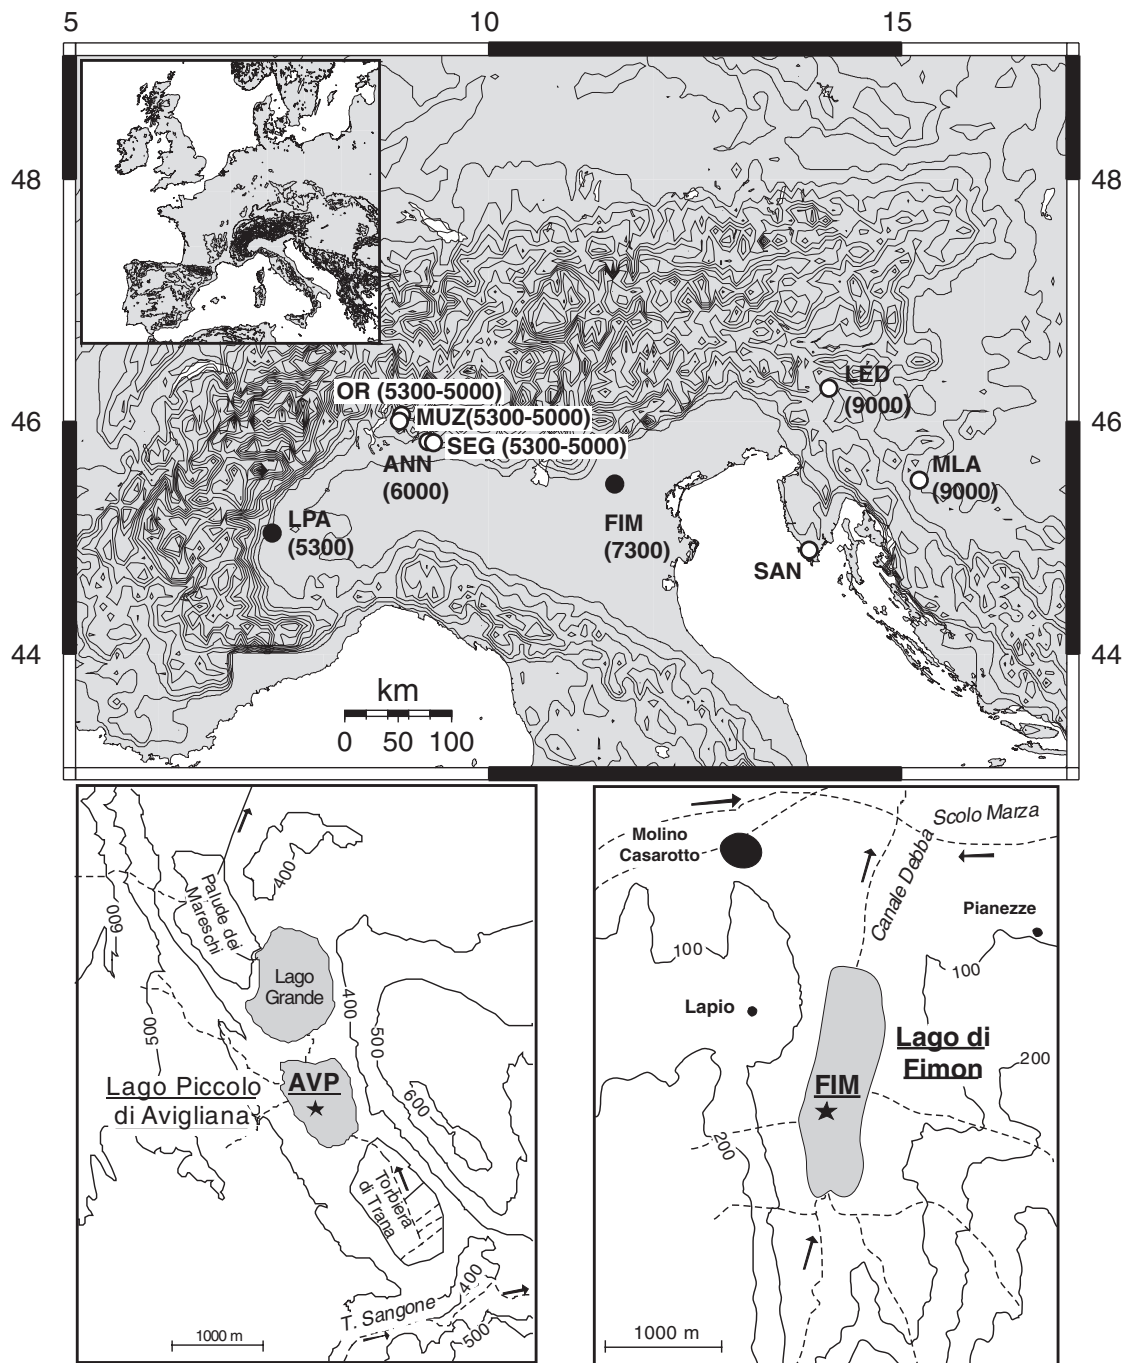 5 10 15
48 48
46 46
44 44
OR (5300-5000)
MUZ(5300-5000)
SEG (5300-5000)
ANN
(6000)
LPA
(5300)
FIM
(7300)
LED
(9000)
MLA
(9000)
SAN
km
0 50 100
400
600
Palude dei
Mareschi
Lago
Grande
400
500
500
Lago Piccolo
di Avigliana
AVP
600
Torbiera
di Trana
T. Sangone
400
500
1000 m
Molino
Casarotto
Scolo Marza
Canale Debba
Pianezze
100
100
Lapio
Lago di
Fimon
200
FIM
200
1000 m